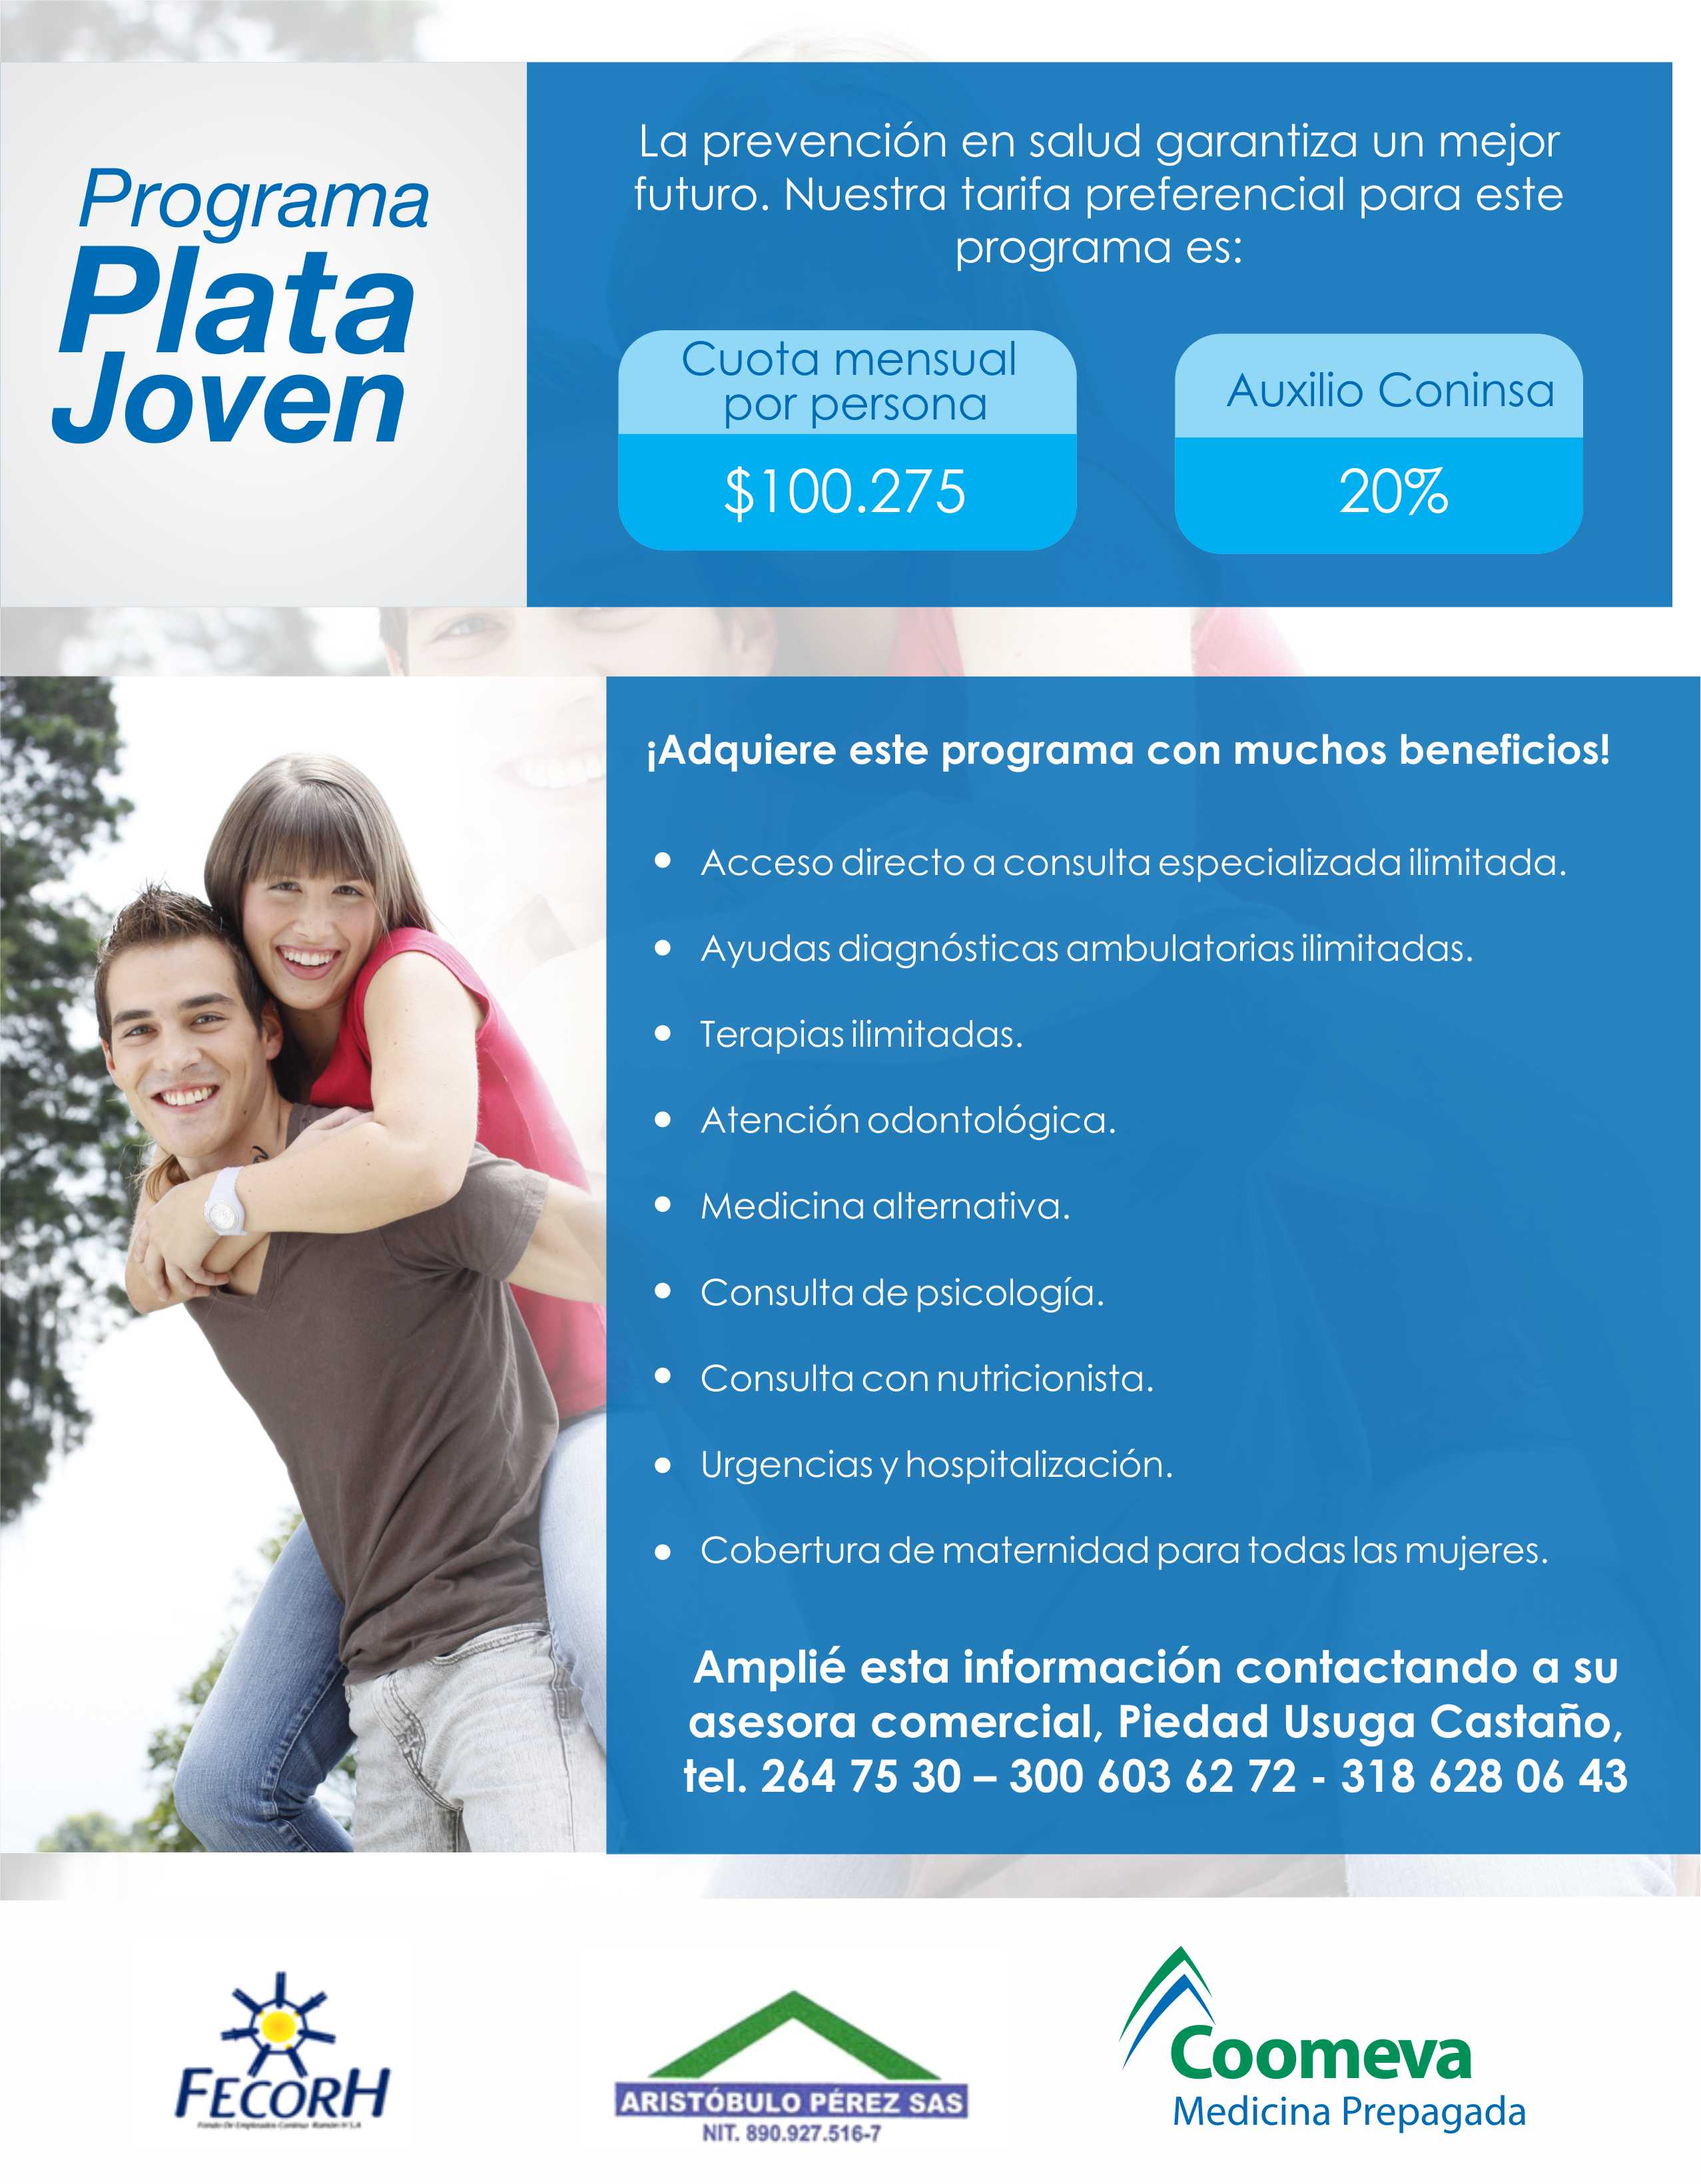 Programa
Plata
Joven
La prevención en salud garantiza un mejor
futuro. Nuestra tarifa preferencial para este
programa es:
Cuota mensual
por persona
$100.275
Auxilio Coninsa
20%
¡Adquiere este programa con muchos beneficios!
• Acceso directo a consulta especializada ilimitada.
• Ayudas diagnósticas ambulatorias ilimitadas.
• Terapias ilimitadas.
• Atención odontológica.
• Medicina alternativa.
• Consulta de psicología.
• Consulta con nutricionista.
• Urgencias y hospitalización.
• Cobertura de maternidad para todas las mujeres.
Amplié esta información contactando a su
asesora comercial, Piedad Usuga Castaño,
tel. 264 75 30 – 300 603 62 72 - 318 628 06 43
FECORH
Fondo De Empleados Coninsa Ramón H S.A
ARISTÓBULO PÉREZ SAS
NIT. 890.927.516-7
Coomeva
Medicina Prepagada